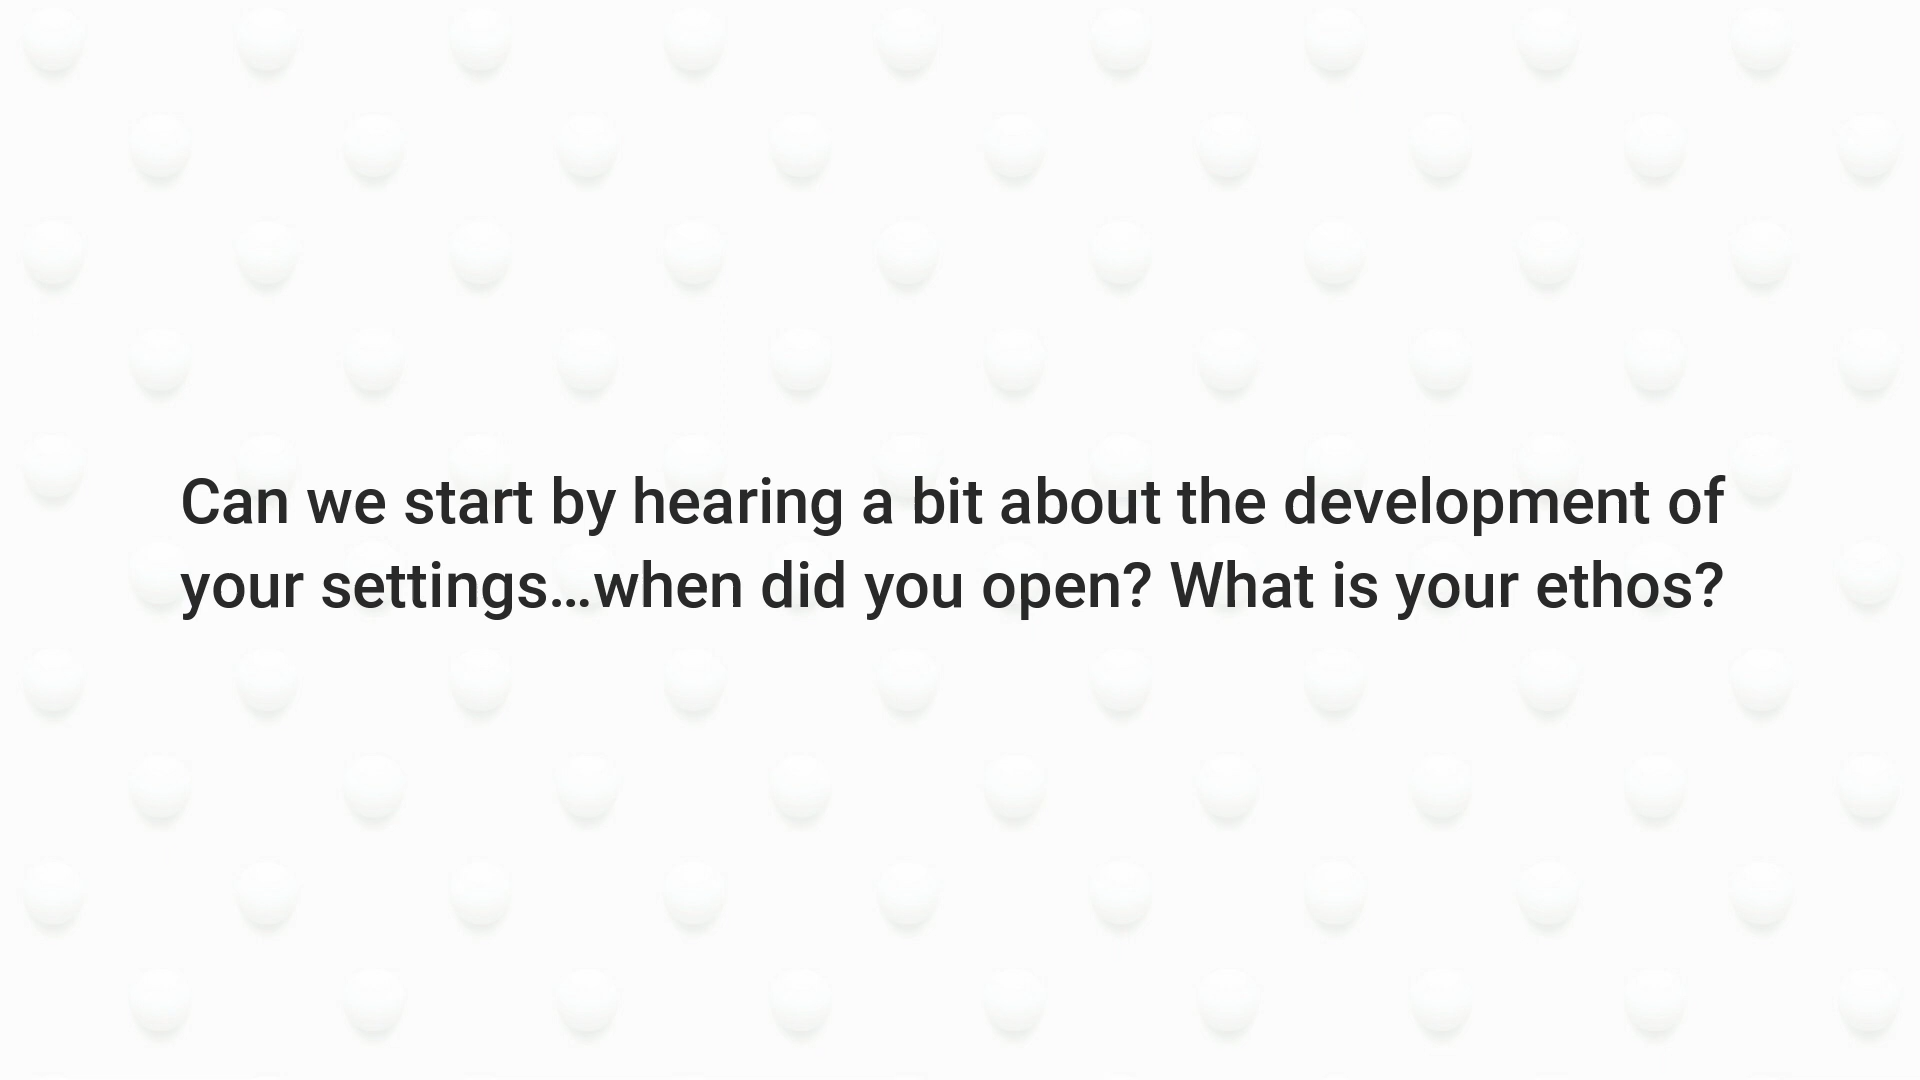 Can we start by hearing a bit about the development of
your settings…when did you open? What is your ethos?